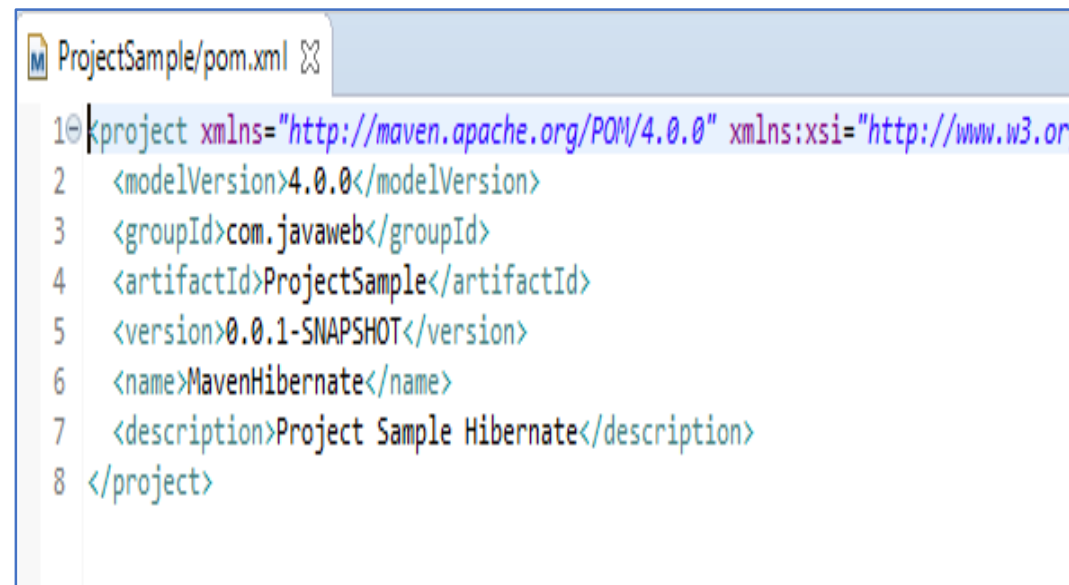 M ProjectSample/pom.xml
1 <project xmlns="http://maven.apache.org/POM/4.0.0" xmlns:xsi="http://www.w3.or
2 <modelVersion>4.0.0</modelVersion>
3 <groupId>com.javaweb</groupId>
4 <artifactId>ProjectSample</artifactId>
5 <version>0.0.1-SNAPSHOT</version>
6 <name>MavenHibernate</name>
7 <description>Project Sample Hibernate</description>
8 </project>